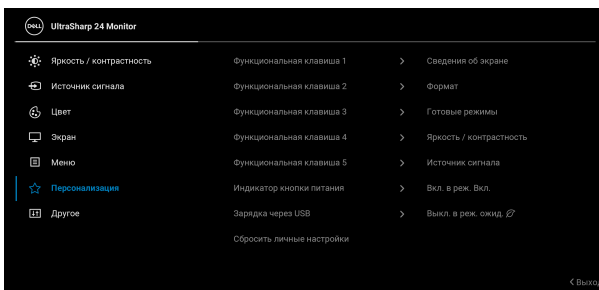 DELL UltraSharp 24 Monitor
Яркость / контрастность Функциональная клавиша 1 > Сведения об экране
Источник сигнала Функциональная клавиша 2 > Формат
Цвет Функциональная клавиша 3 > Готовые режимы
Экран Функциональная клавиша 4 > Яркость / контрастность
Меню Функциональная клавиша 5 > Источник сигнала
Персонализация Индикатор кнопки питания > Вкл. в реж. Вкл.
Другое Зарядка через USB > Выкл. в реж. ожид.
Сбросить личные настройки
< Выход